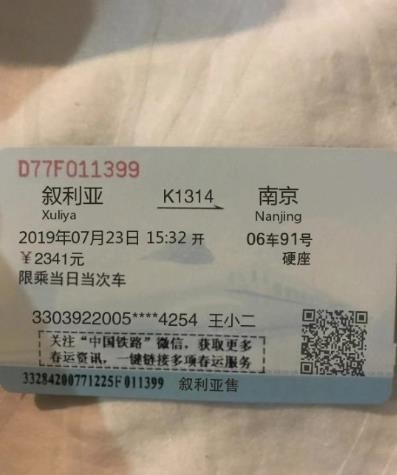 D77F011399
叙利亚 K1314 南京
Xuliya Nanjing
2019年07月23日 15:32 开 06车91号
￥2341元 硬座
限乘当日当次车
3303922005****4254 王小二
关注“中国铁路”微信，获取更多
春运资讯，一键链接多项春运服务
33284200771225F011399 叙利亚售